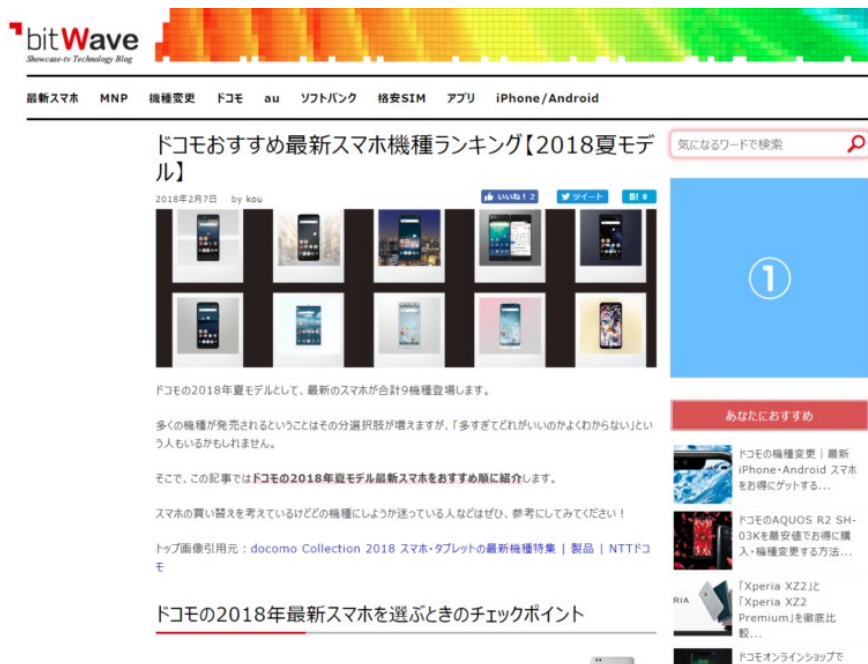 bitWave
Showcase-tv Technology Blog
最新スマホ MNP 機種変更 ドコモ au ソフトバンク 格安SIM アプリ iPhone/Android
ドコモおすすめ最新スマホ機種ランキング【2018夏モデ
ル】
2018年2月7日 by kou
いいね！2 ツイート B! 0
ドコモの2018年夏モデルとして、最新のスマホが合計9機種登場します。
多くの機種が発売されるということはその分選択肢が増えますが、「多すぎてどれがいいのかよくわからない」とい
う人もいるかもしれません。
そこで、この記事ではドコモの2018年夏モデル最新スマホをおすすめ順に紹介します。
スマホの買い替えを考えているけどどの機種にしようか迷っている人などはぜひ、参考にしてみてください！
トップ画像引用元：docomo Collection 2018 スマホ・タブレットの最新機種特集 | 製品 | NTTドコ
モ
ドコモの2018年最新スマホを選ぶときのチェックポイント
気になるワードで検索
①
あなたにおすすめ
ドコモの機種変更｜最新
iPhone・Android スマホ
をお得にゲットする...
ドコモのAQUOS R2 SH-
03Kを最安値でお得に購
入・機種変更する方法...
RIA
「Xperia XZ2」と
「Xperia XZ2
Premium」を徹底比
較...
ドコモオンラインショップで